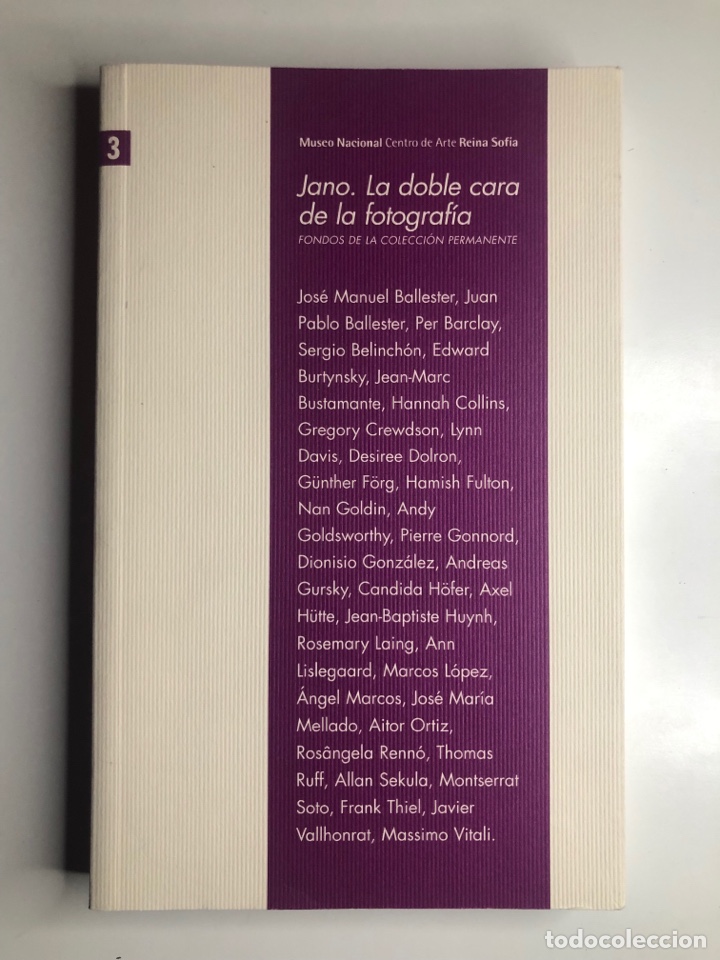 3
Museo Nacional Centro de Arte Reina Sofía
Jano. La doble cara
de la fotografía
FONDOS DE LA COLECCIÓN PERMANENTE
José Manuel Ballester, Juan
Pablo Ballester, Per Barclay,
Sergio Belinchón, Edward
Burtynsky, Jean-Marc
Bustamante, Hannah Collins,
Gregory Crewdson, Lynn
Davis, Desiree Dolron,
Günther Förg, Hamish Fulton,
Nan Goldin, Andy
Goldsworthy, Pierre Gonnord,
Dionisio González, Andreas
Gursky, Candida Höfer, Axel
Hütte, Jean-Baptiste Huynh,
Rosemary Laing, Ann
Lislegaard, Marcos López,
Ángel Marcos, José María
Mellado, Aitor Ortiz,
Rosângela Rennó, Thomas
Ruff, Allan Sekula, Montserrat
Soto, Frank Thiel, Javier
Vallhonrat, Massimo Vitali.
todocoleccion